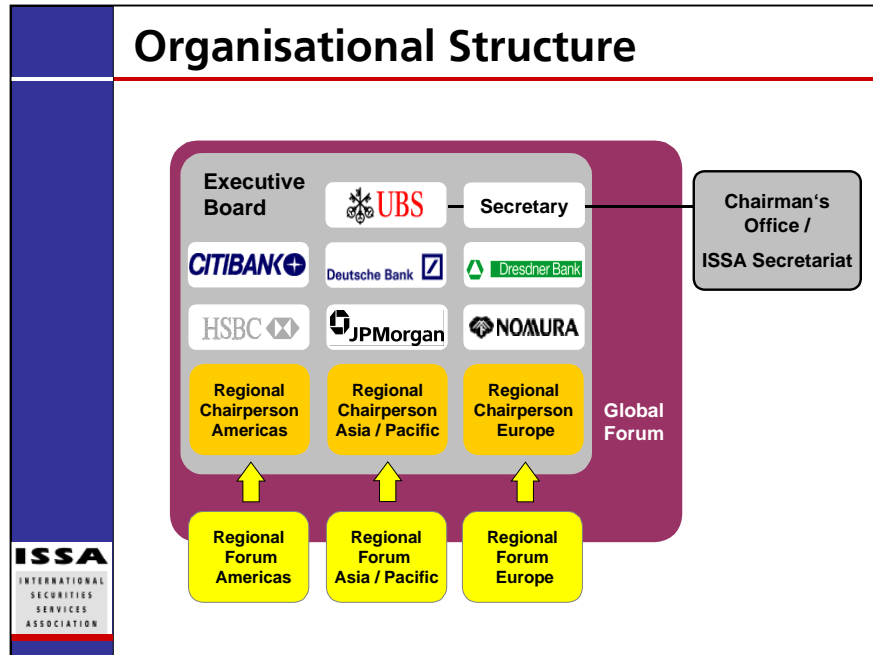 Organisational Structure
Executive
Board
UBS
Secretary
Chairman‘s
Office /
ISSA Secretariat
CITIBANK
Deutsche Bank
Dresdner Bank
HSBC
JPMorgan
NOMURA
Regional
Chairperson
Americas
Regional
Chairperson
Asia / Pacific
Regional
Chairperson
Europe
Global
Forum
Regional
Forum
Americas
Regional
Forum
Asia / Pacific
Regional
Forum
Europe
ISSA
INTERNATIONAL
SECURITIES
SERVICES
ASSOCIATION